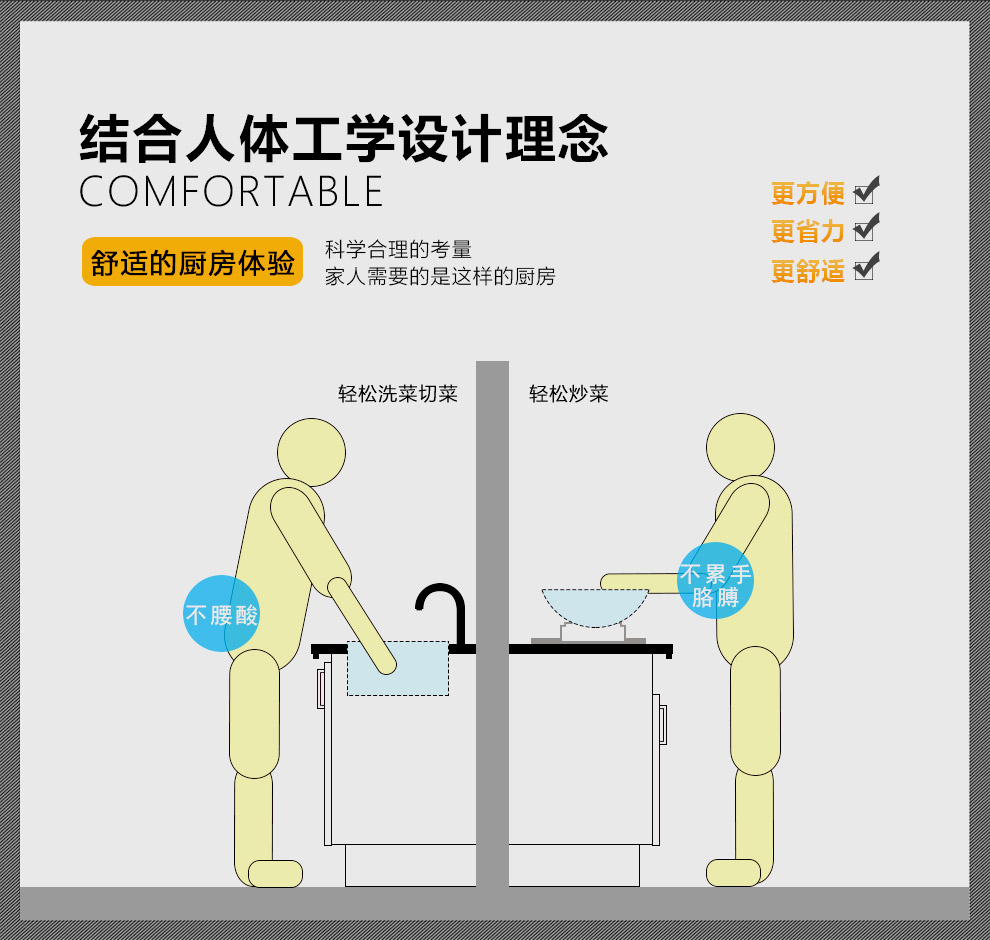 结合人体工学设计理念
COMFORTABLE
更方便
更省力
更舒适
舒适的厨房体验
科学合理的考量
家人需要的是这样的厨房
轻松洗菜切菜
轻松炒菜
不腰酸
不累手
胳膊